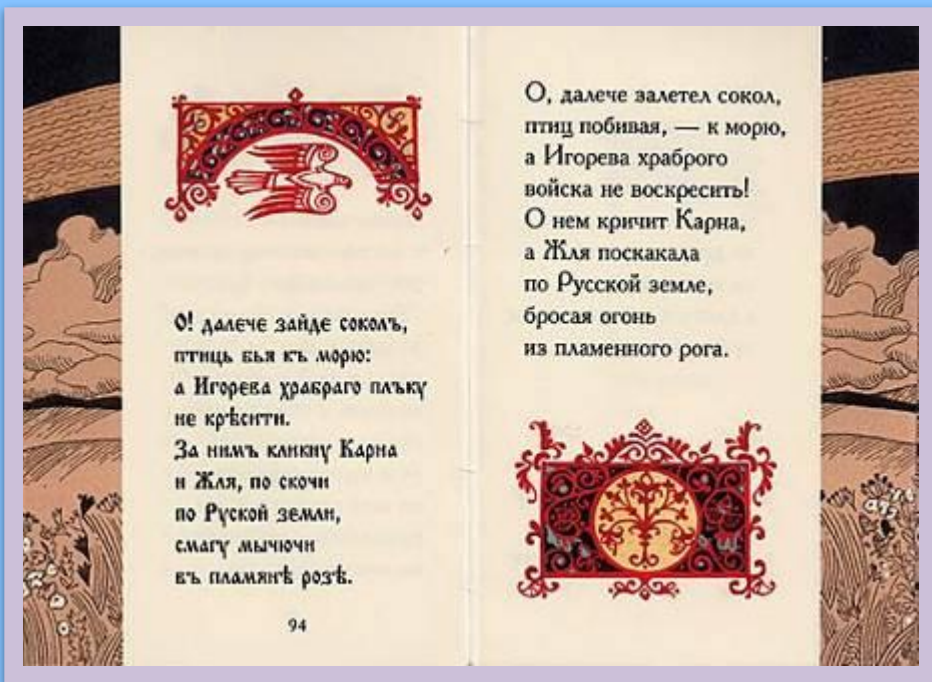 О! далече зайде соколъ,
птиць бья къ морю:
а Игорева храбраго плъку
не крѣсити.
За нимъ кликну Карна
и Жля, по скочи
по Руской земли,
смагу мычючи
въ пламянѣ розѣ.
94
О, далече залетел сокол,
птиц побивая, — к морю,
а Игорева храброго
войска не воскресить!
О нем кричит Карна,
а Жля поскакала
по Русской земле,
бросая огонь
из пламенного рога.